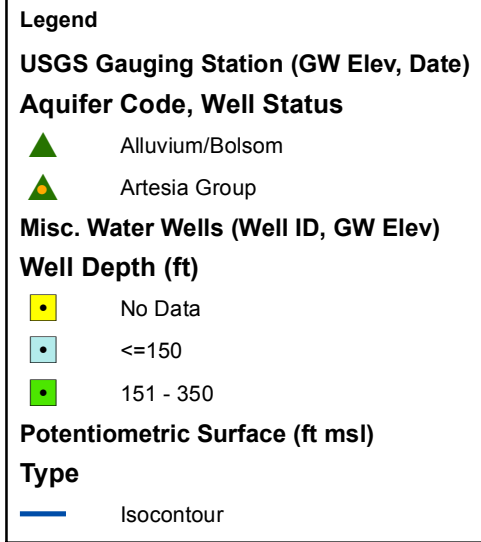 Legend
USGS Gauging Station (GW Elev, Date)
Aquifer Code, Well Status
Alluvium/Bolsom
Artesia Group
Misc. Water Wells (Well ID, GW Elev)
Well Depth (ft)
No Data
<=150
151 - 350
Potentiometric Surface (ft msl)
Type
Isocontour